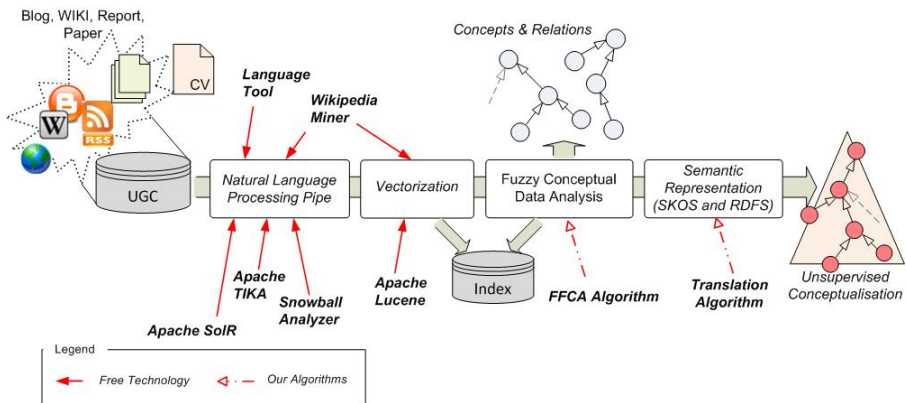 Blog, WIKI, Report,
Paper
CV
W
RSS
UGC
Language
Tool
Wikipedia
Miner
Concepts & Relations
Natural Language
Processing Pipe
Vectorization
Fuzzy Conceptual
Data Analysis
Semantic
Representation
(SKOS and RDFS)
Apache SolR
Apache
TIKA
Snowball
Analyzer
Apache
Lucene
Index
FFCA Algorithm
Translation
Algorithm
Unsupervised
Conceptualisation
Legend
Free Technology
Our Algorithms